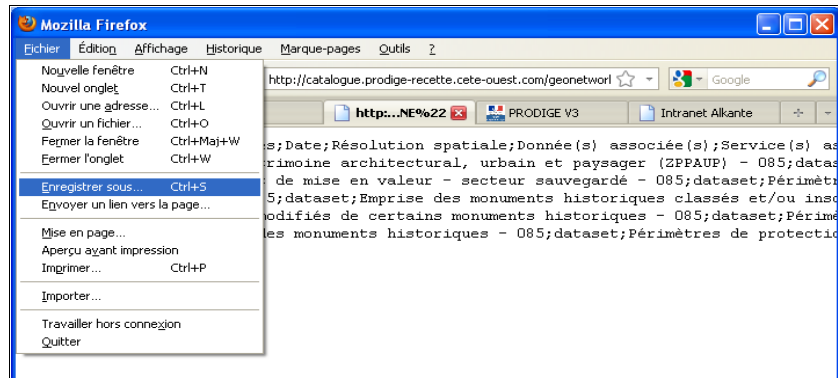 Mozilla Firefox
Fichier Édition Affichage Historique Marque-pages Outils ?
Nouvelle fenêtre Ctrl+N
Nouvel onglet Ctrl+T
Ouvrir une adresse... Ctrl+L
Ouvrir un fichier... Ctrl+O
Fermer la fenêtre Ctrl+Maj+W
Fermer l'onglet Ctrl+W
Enregistrer sous... Ctrl+S
Envoyer un lien vers la page...
Mise en page...
Aperçu avant impression
Imprimer... Ctrl+P
Importer...
Travailler hors connexion
Quitter
http://catalogue.prodige-recette.cete-ouest.com/geonetworl Google
http:...NE%22 PRODIGE V3 Intranet Alkante
s;Date;Résolution spatiale;Donnée(s) associée(s);Service(s) as
rimoine architectural, urbain et paysager (ZPPAUP) - 085;datas
de mise en valeur - secteur sauvegardé - 085;dataset;Périmètr
5;dataset;Emprise des monuments historiques classés et/ou insc
odifiés de certains monuments historiques - 085;dataset;Périmè
es monuments historiques - 085;dataset;Périmètres de protectio